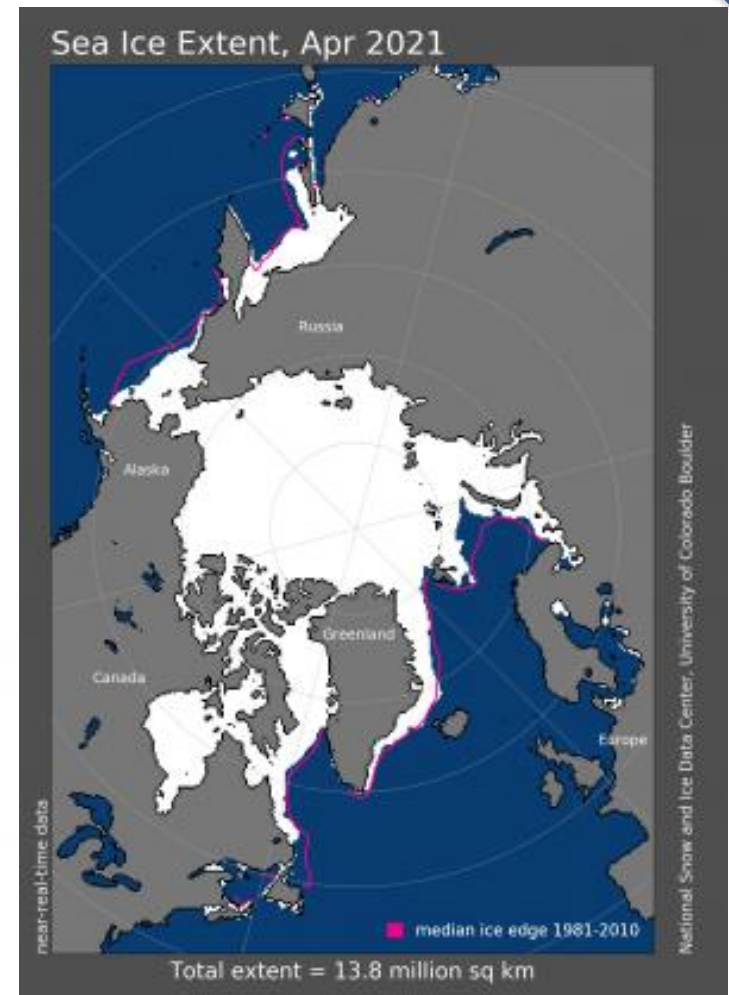 Sea Ice Extent, Apr 2021
Russia
Alaska
Greenland
Canada
Europe
near-real-time data
National Snow and Ice Data Center, University of Colorado Boulder
median ice edge 1981-2010
Total extent = 13.8 million sq km